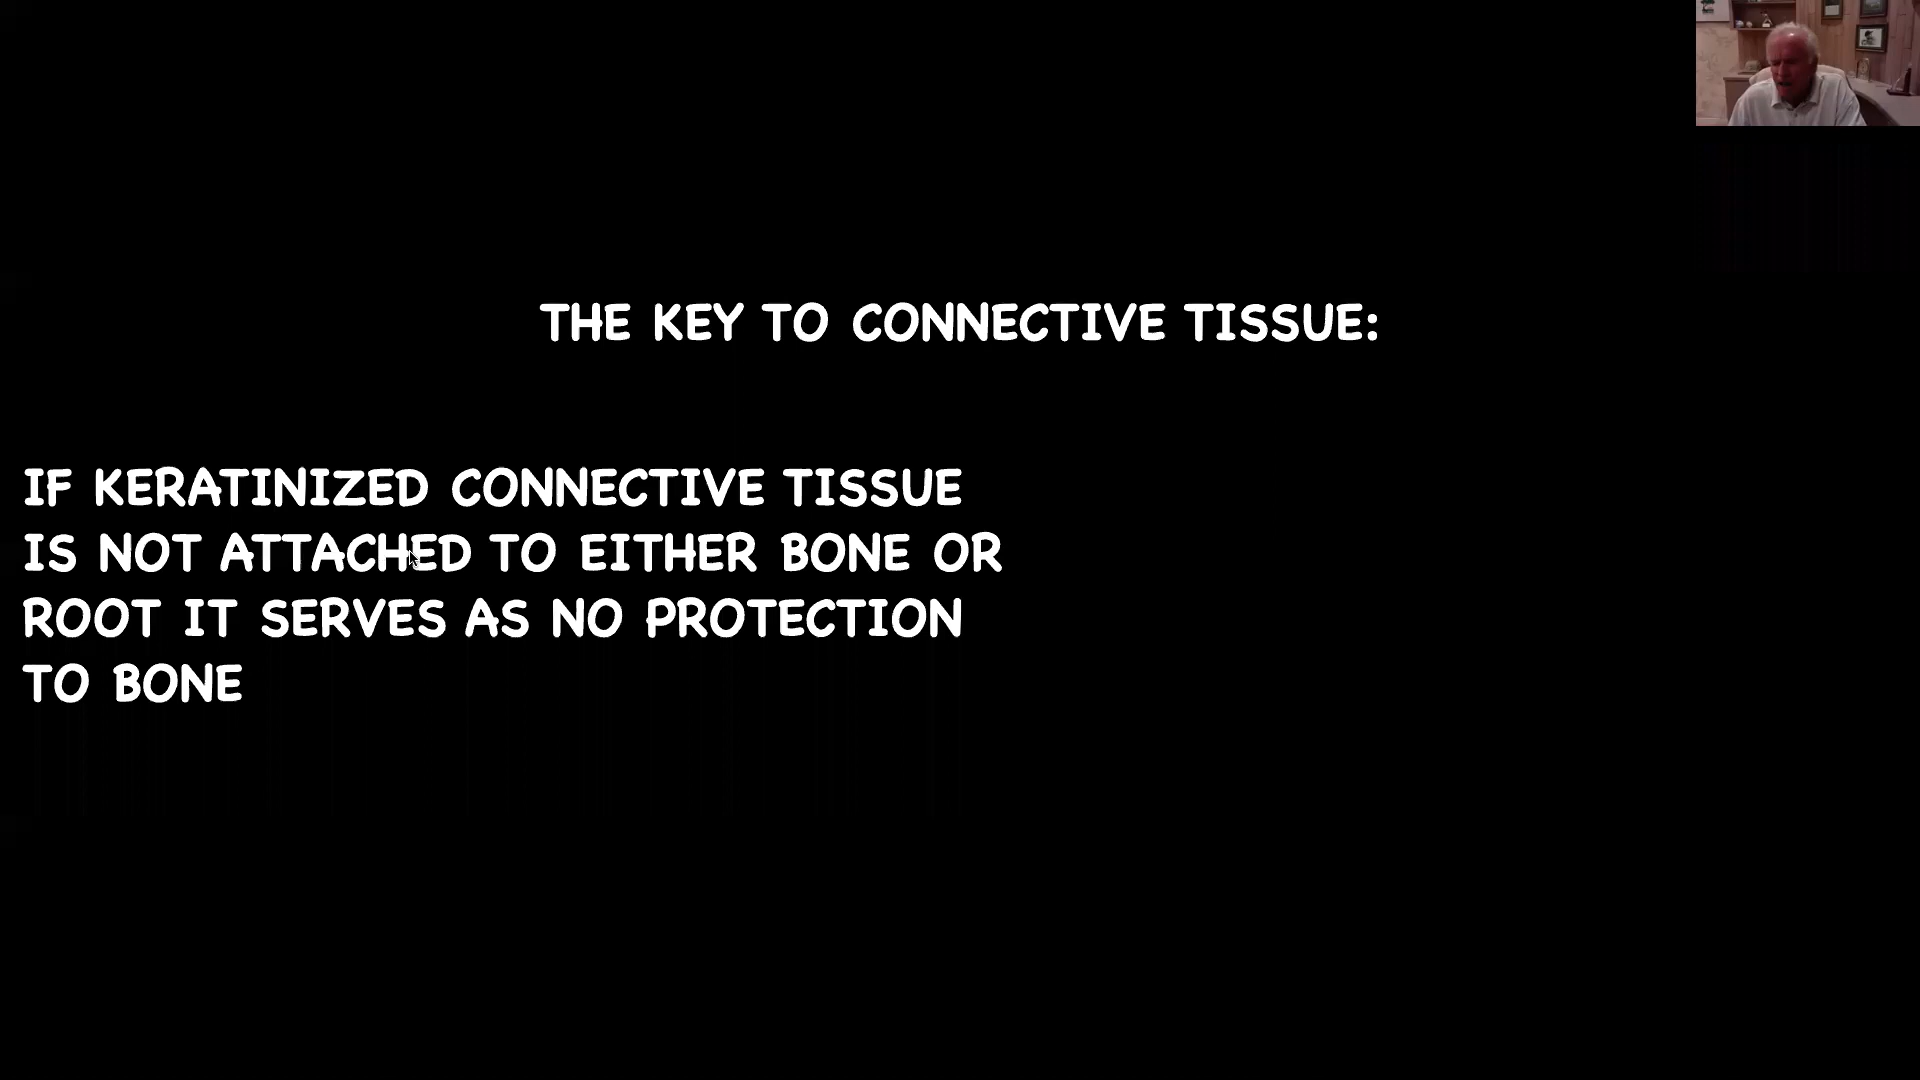 THE KEY TO CONNECTIVE TISSUE:
IF KERATINIZED CONNECTIVE TISSUE
IS NOT ATTACHED TO EITHER BONE OR
ROOT IT SERVES AS NO PROTECTION
TO BONE